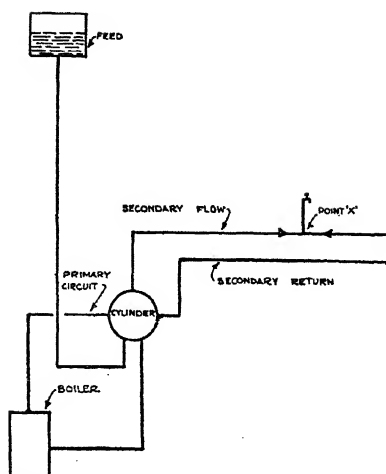 FEED
POINT 'X'
SECONDARY FLOW
PRIMARY
CIRCUIT
CYLINDER
SECONDARY RETURN
BOILER